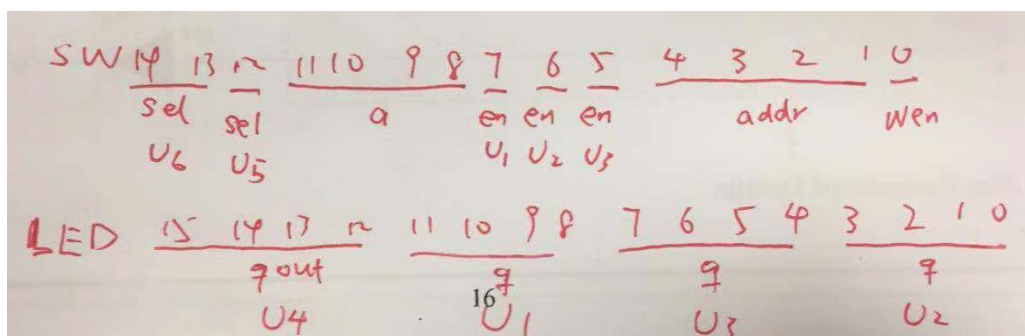 SW 14 13 12 11 10 9 8 7 6 5 4 3 2 1 0
sel sel a en en en addr wen
U6 U5 U1 U2 U3
LED 15 14 13 12 11 10 9 8 7 6 5 4 3 2 1 0
qout q q q
16
U4 U1 U3 U2